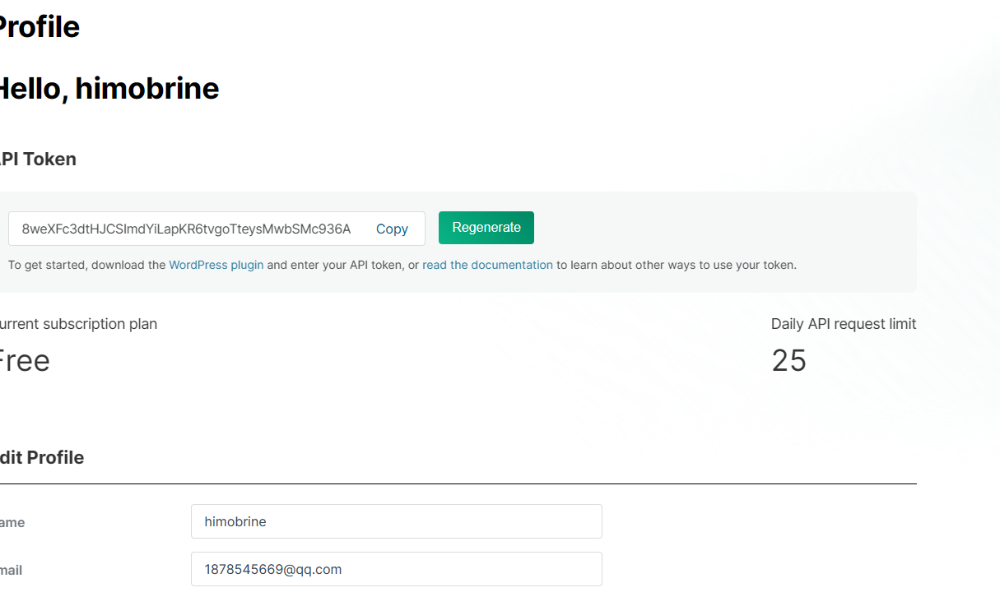 Profile
Hello, himobrine
API Token
8weXFc3dtHJCSImdYiLapKR6tvgoTteysMwbSMc936A Copy Regenerate
To get started, download the WordPress plugin and enter your API token, or read the documentation to learn about other ways to use your token.
urrent subscription plan Daily API request limit
Free 25
dit Profile
ame himobrine
mail 1878545669@qq.com